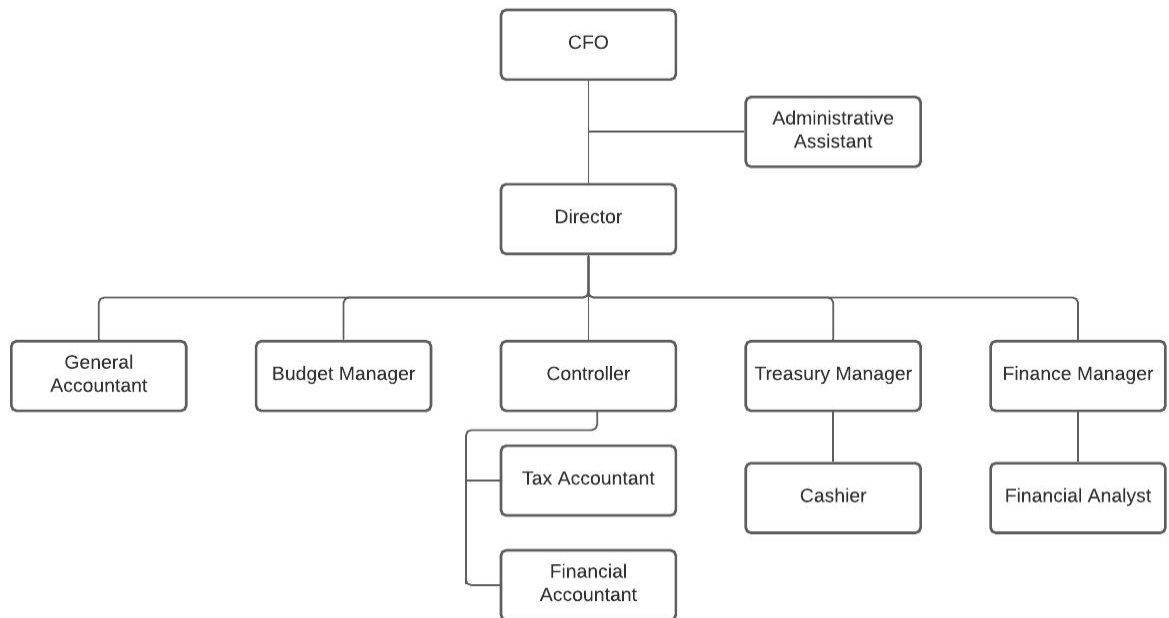 CFO
Administrative
Assistant
Director
General
Accountant
Budget Manager
Controller
Treasury Manager
Finance Manager
Tax Accountant
Cashier
Financial Analyst
Financial
Accountant